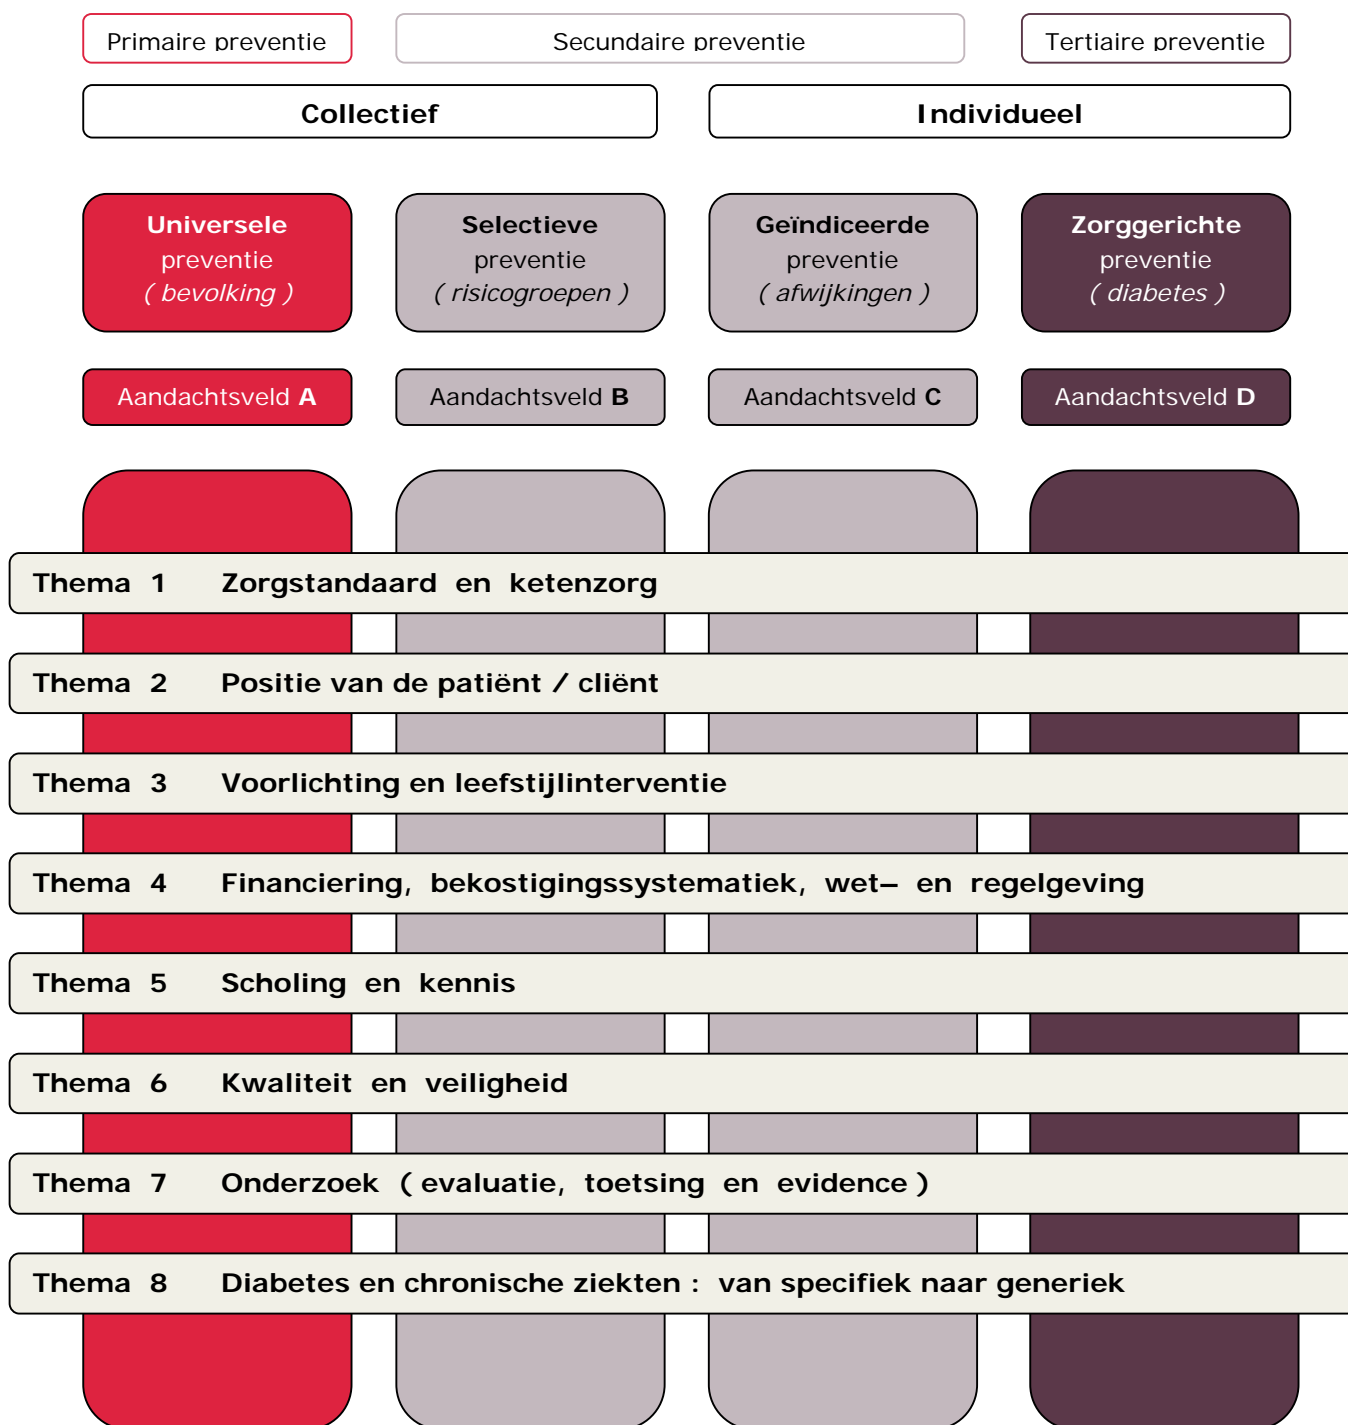 Primaire preventie
Secundaire preventie
Tertiaire preventie
Collectief
Individueel
Universele
preventie
( bevolking )
Selectieve
preventie
( risicogroepen )
Geïndiceerde
preventie
( afwijkingen )
Zorggerichte
preventie
( diabetes )
Aandachtsveld A
Aandachtsveld B
Aandachtsveld C
Aandachtsveld D
Thema 1 Zorgstandaard en ketenzorg
Thema 2 Positie van de patiënt / cliënt
Thema 3 Voorlichting en leefstijlinterventie
Thema 4 Financiering, bekostigingssystematiek, wet– en regelgeving
Thema 5 Scholing en kennis
Thema 6 Kwaliteit en veiligheid
Thema 7 Onderzoek ( evaluatie, toetsing en evidence )
Thema 8 Diabetes en chronische ziekten : van specifiek naar generiek